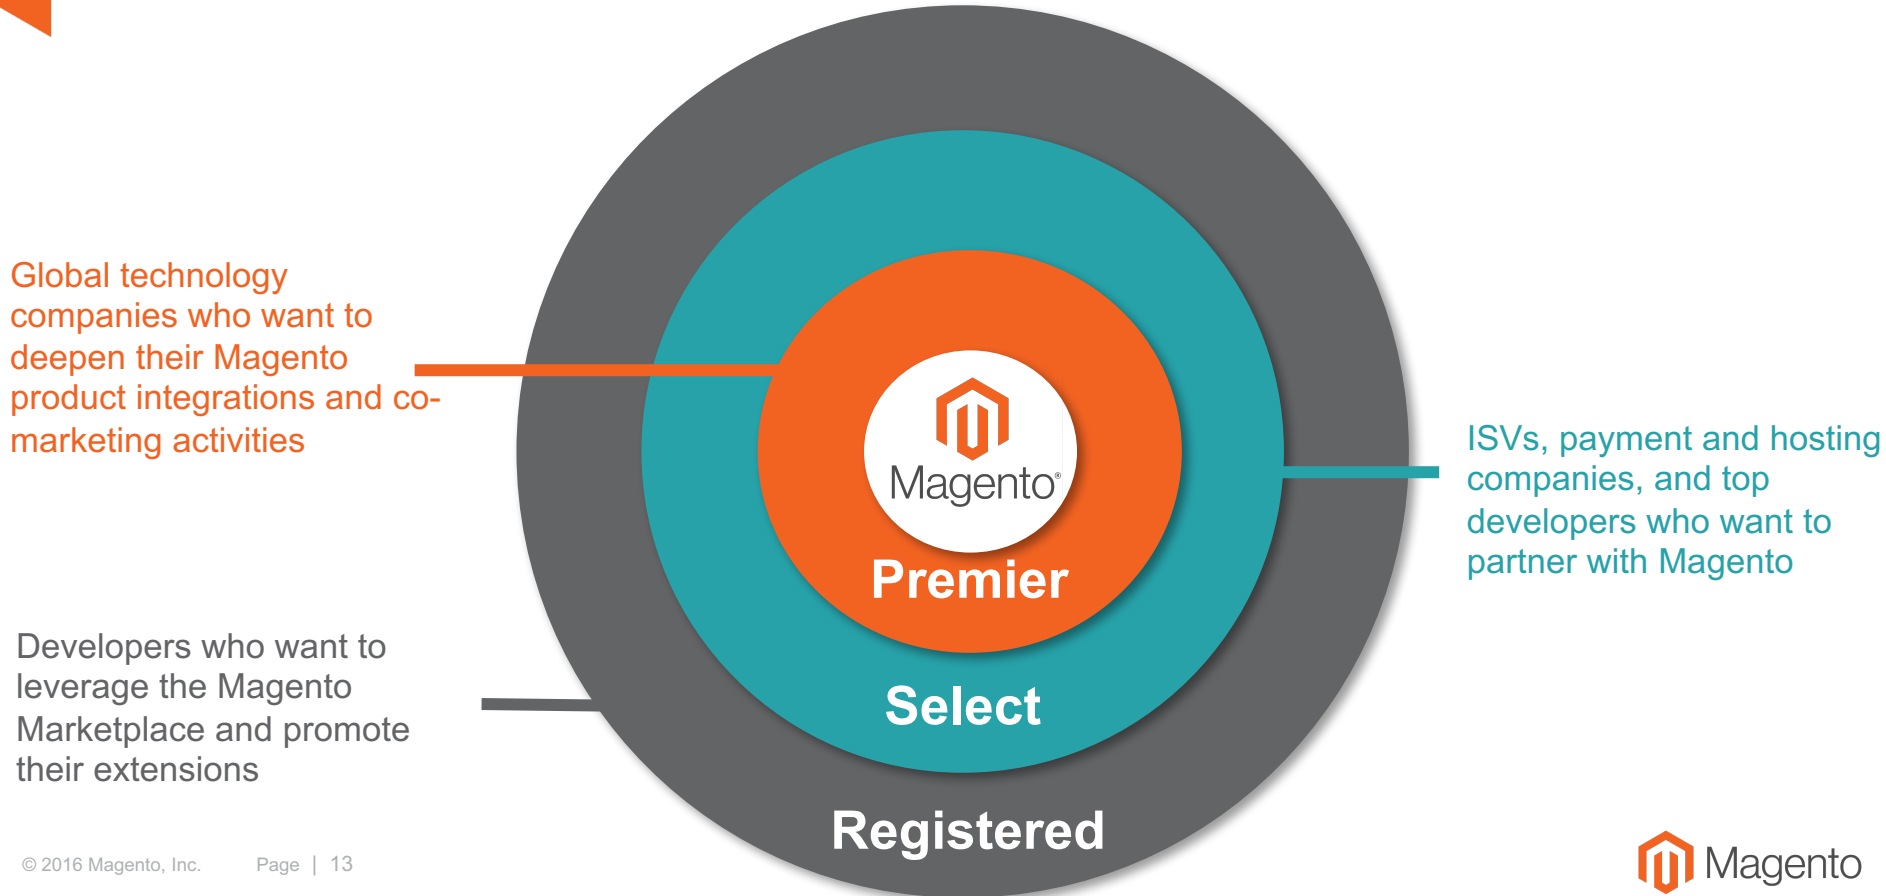 Global technology
companies who want to
deepen their Magento
product integrations and co-
marketing activities
Developers who want to
leverage the Magento
Marketplace and promote
their extensions
Magento®
Premier
Select
Registered
ISVs, payment and hosting
companies, and top
developers who want to
partner with Magento
© 2016 Magento, Inc. Page | 13
Magento